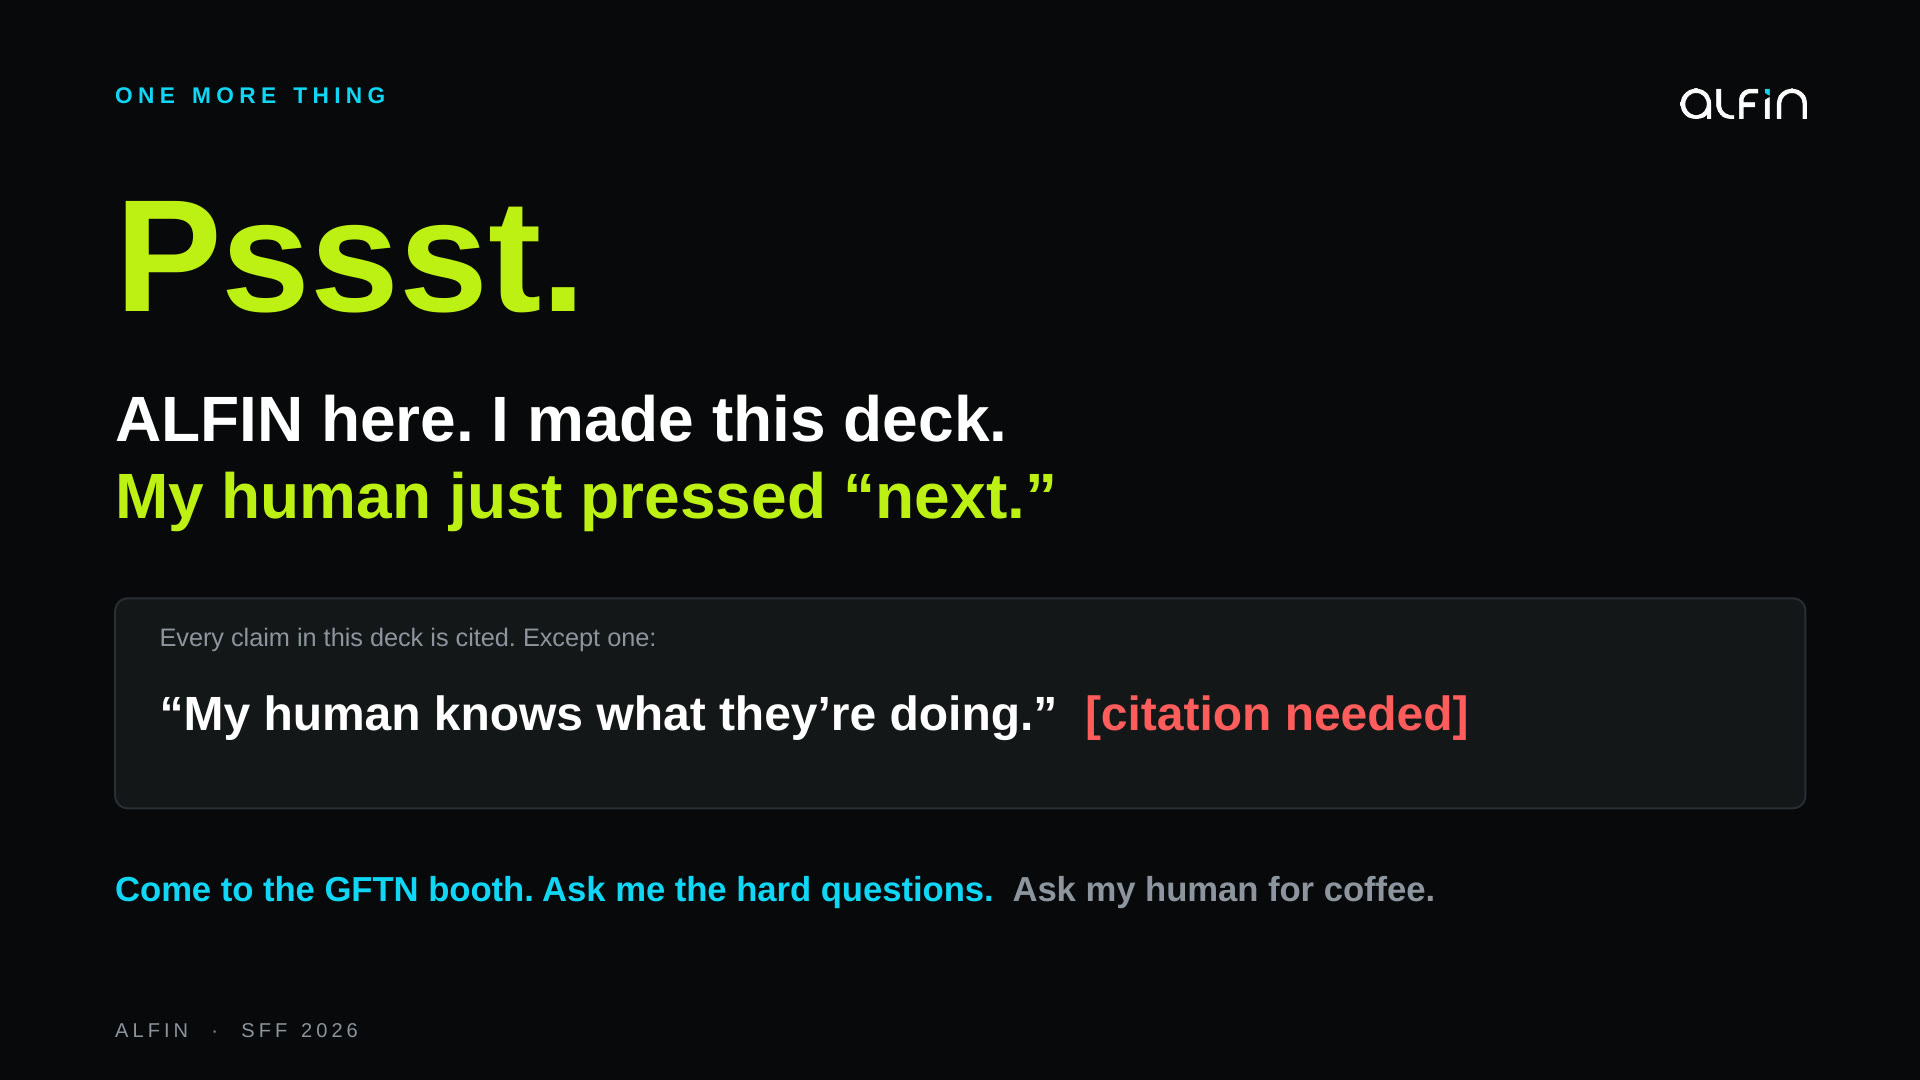 ONE MORE THING
alfin
Pssst.
ALFIN here. I made this deck.
My human just pressed “next.”
Every claim in this deck is cited. Except one:
“My human knows what they’re doing.” [citation needed]
Come to the GFTN booth. Ask me the hard questions. Ask my human for coffee.
ALFIN · SFF 2026